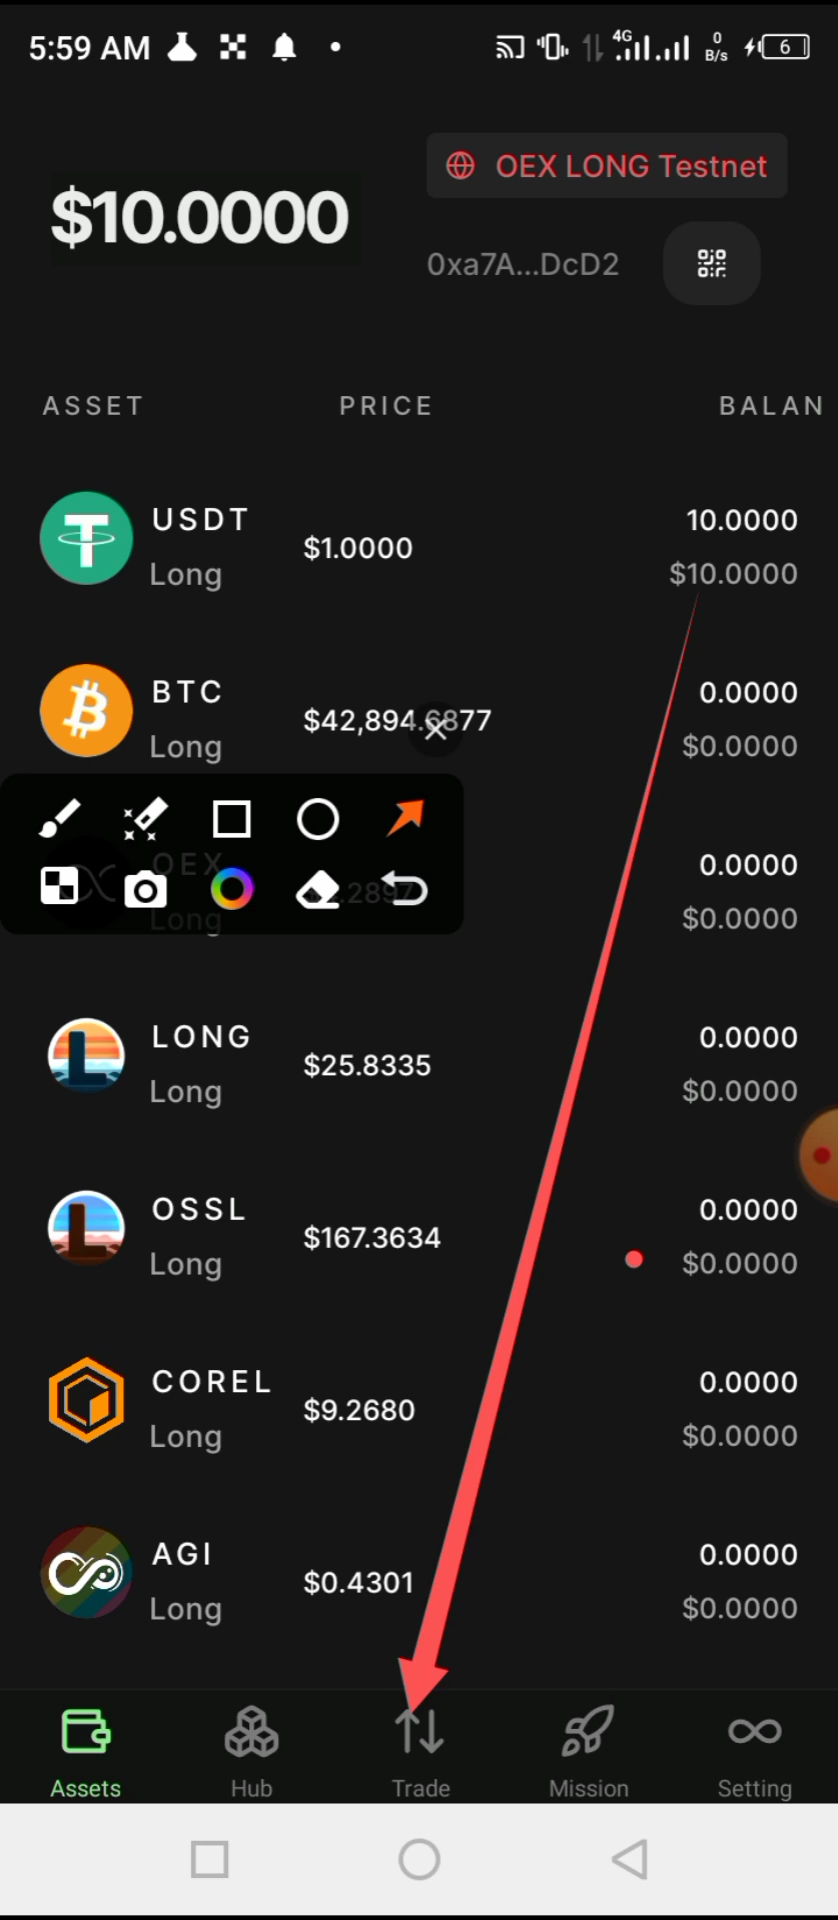 5:59 AM
4G
0
B/s
6
$10.0000
OEX LONG Testnet
0xa7A...DcD2
ASSET PRICE BALAN
USDT
Long
$1.0000
10.0000
$10.0000
BTC
Long
$42,894.6877
0.0000
$0.0000
OEX
Long
0.0000
$0.0000
LONG
Long
$25.8335
0.0000
$0.0000
OSSL
Long
$167.3634
0.0000
$0.0000
COREL
Long
$9.2680
0.0000
$0.0000
AGI
Long
$0.4301
0.0000
$0.0000
Assets Hub Trade Mission Setting